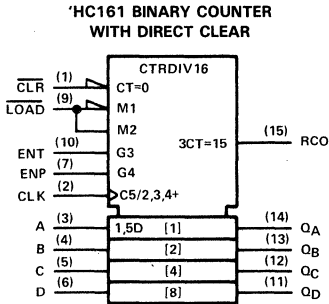 'HC161 BINARY COUNTER
WITH DIRECT CLEAR
CTRDIV16
CLR (1) CT=0
LOAD (9) M1
M2
3CT=15 (15) RCO
ENT (10) G3
ENP (7) G4
CLK (2) C5/2,3,4+
A (3) 1,5D [1] (14) QA
B (4) [2] (13) QB
C (5) [4] (12) QC
D (6) [8] (11) QD